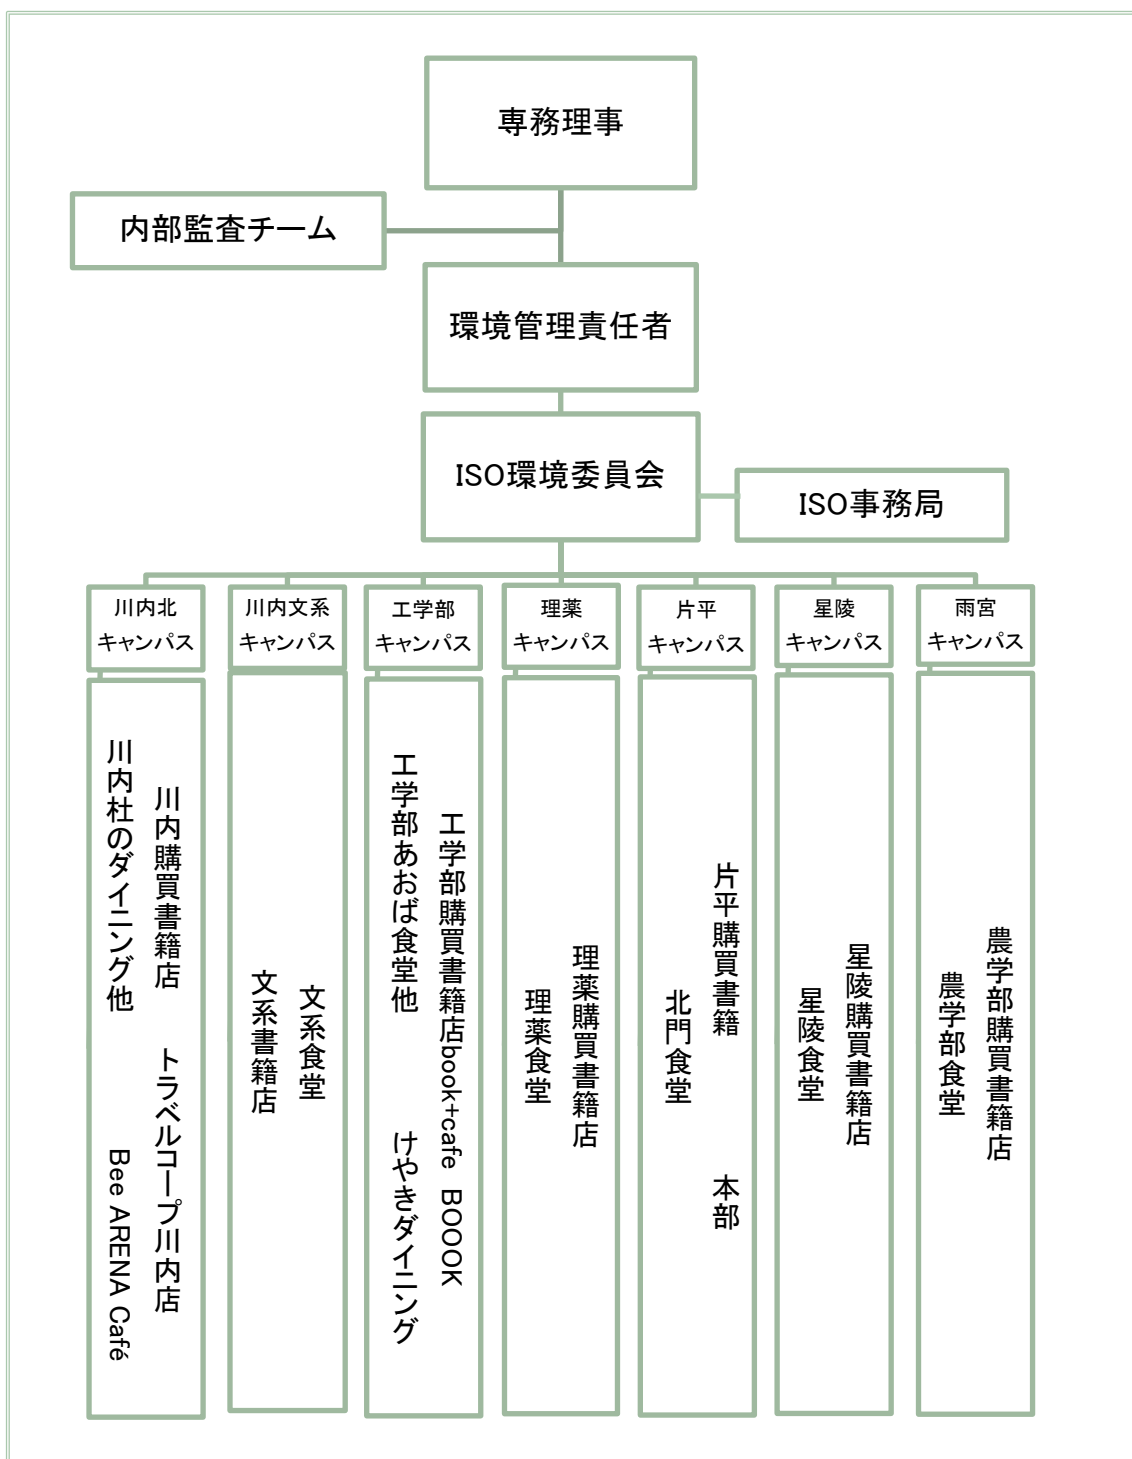 専務理事
内部監査チーム
環境管理責任者
ISO環境委員会
ISO事務局
川内北
キャンパス
川内文系
キャンパス
工学部
キャンパス
理薬
キャンパス
片平
キャンパス
星陵
キャンパス
雨宮
キャンパス
川内購買書籍店 トラベルコープ川内店
川内杜のダイニング他 Bee ARENA Café
文系食堂
文系書籍店
工学部購買書籍店book+cafe BOOOK
工学部あおば食堂他 けやきダイニング
理薬購買書籍店
理薬食堂
片平購買書籍 本部
北門食堂
星陵購買書籍店
星陵食堂
農学部購買書籍店
農学部食堂